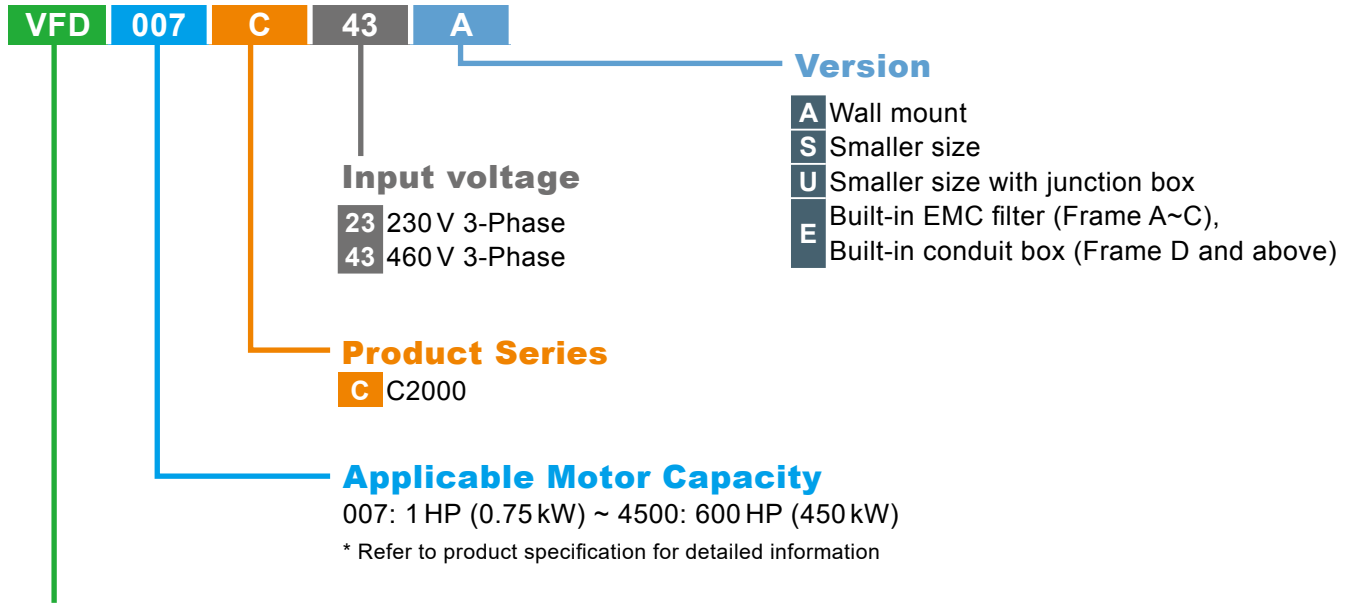 VFD 007 C 43 A
Version
A Wall mount
S Smaller size
U Smaller size with junction box
E Built-in EMC filter (Frame A~C),
Built-in conduit box (Frame D and above)
Input voltage
23 230 V 3-Phase
43 460 V 3-Phase
Product Series
C C2000
Applicable Motor Capacity
007: 1 HP (0.75 kW) ~ 4500: 600 HP (450 kW)
* Refer to product specification for detailed information